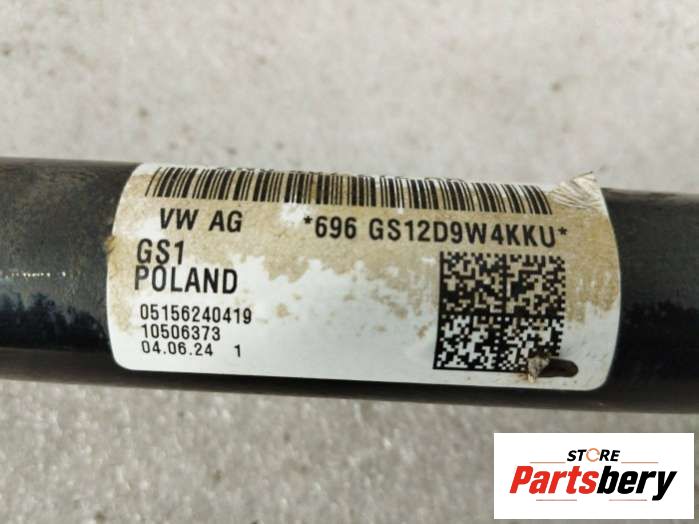 VW AG *696 GS12D9W4KKU*
GS1
POLAND
05156240419
10506373
04.06.24 1
STORE
Partsbery